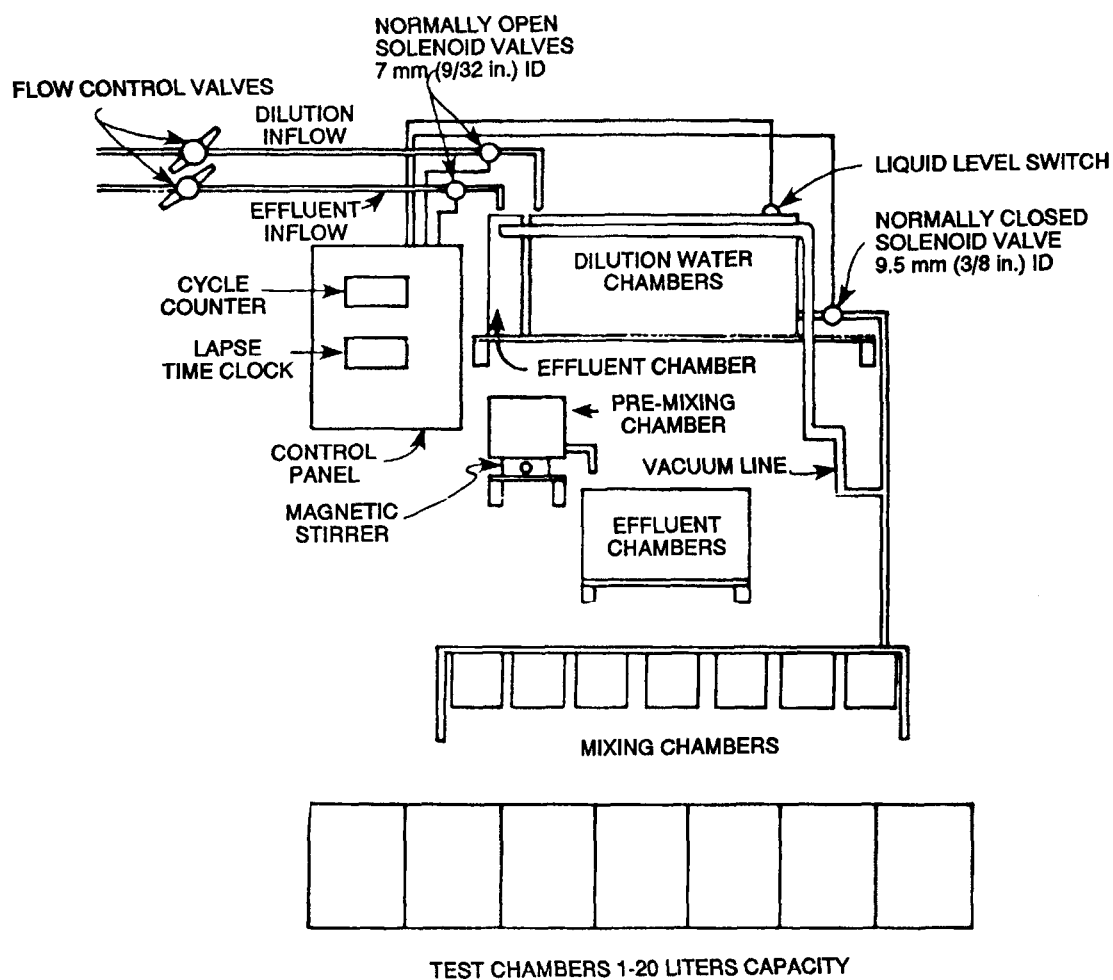 NORMALLY OPEN
SOLENOID VALVES
7 mm (9/32 in.) ID
FLOW CONTROL VALVES
DILUTION
INFLOW
EFFLUENT
INFLOW
LIQUID LEVEL SWITCH
NORMALLY CLOSED
SOLENOID VALVE
9.5 mm (3/8 in.) ID
DILUTION WATER
CHAMBERS
CYCLE
COUNTER
LAPSE
TIME CLOCK
EFFLUENT CHAMBER
PRE-MIXING
CHAMBER
CONTROL
PANEL
VACUUM LINE
MAGNETIC
STIRRER
EFFLUENT
CHAMBERS
MIXING CHAMBERS
TEST CHAMBERS 1-20 LITERS CAPACITY